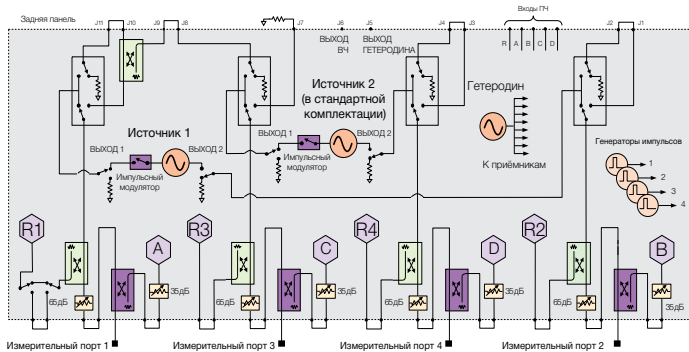 Задняя панель
J11 J10 J9 J8 J7 J6 J5 J4 J3 J2 J1
Входы ПЧ
R A B C D
ВЫХОД
ВЧ
ВЫХОД
ГЕТЕРОДИНА
Источник 1
ВЫХОД 1
ВЫХОД 2
Импульсный
модулятор
Источник 2
(в стандартной
комплектации)
ВЫХОД 1
ВЫХОД 2
Импульсный
модулятор
Гетеродин
К приёмникам
Генераторы импульсов
1
2
3
4
R1
A
R3
C
R4
D
R2
B
65дБ
35дБ
65дБ
35дБ
65дБ
35дБ
65дБ
35дБ
Измерительный порт 1
Измерительный порт 3
Измерительный порт 4
Измерительный порт 2